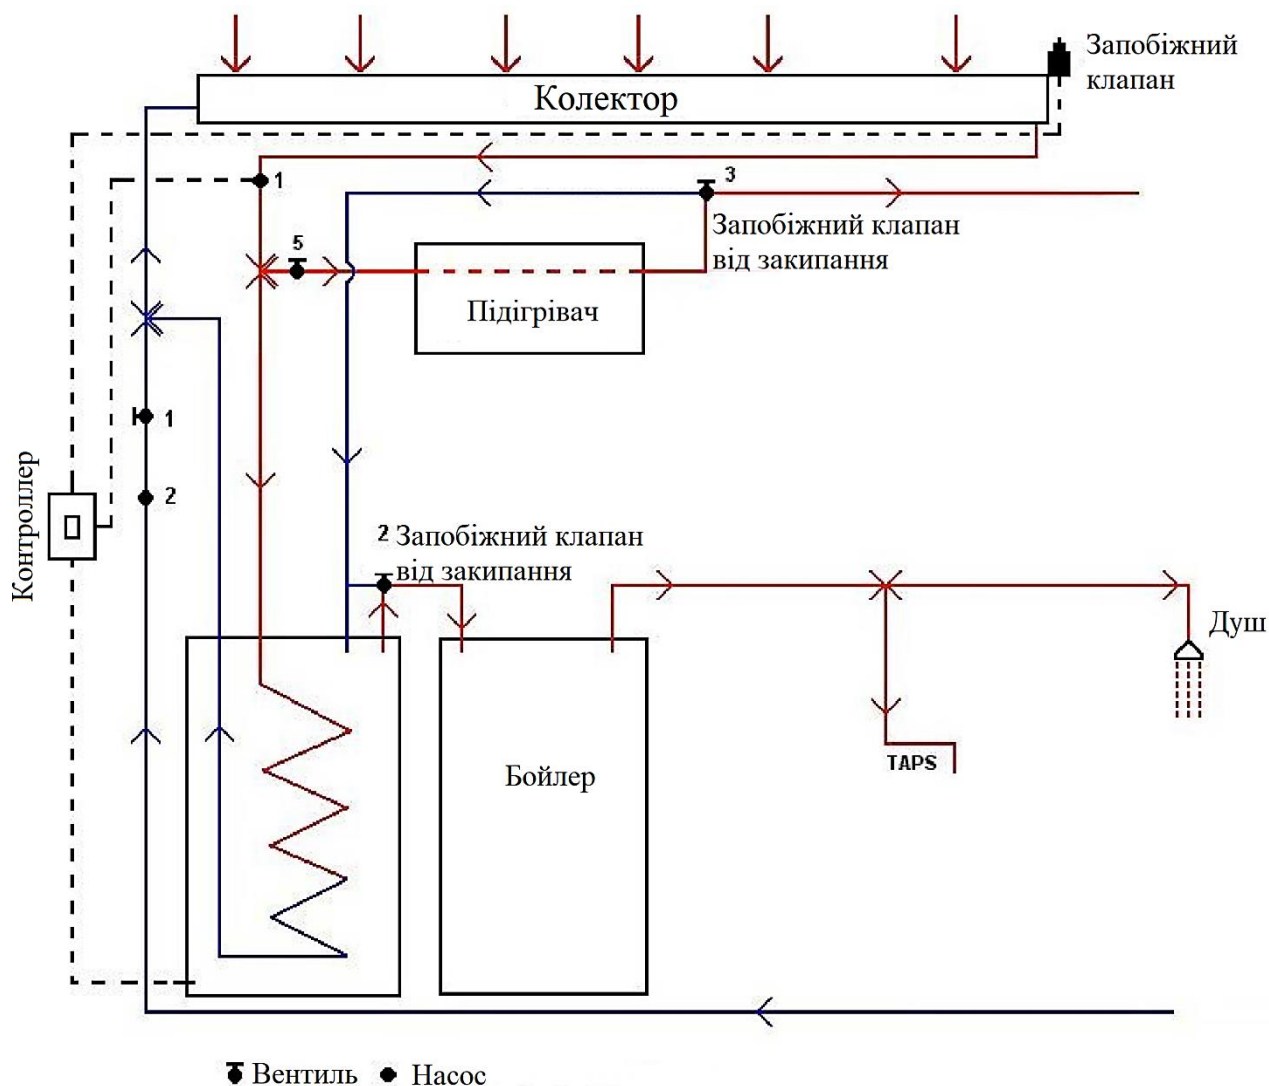 Запобіжний
клапан
Колектор
1
3
Запобіжний клапан
від закипання
5
Підігрівач
1
2
Контроллер
2 Запобіжний клапан
від закипання
Душ
TAPS
Бойлер
Вентиль Насос